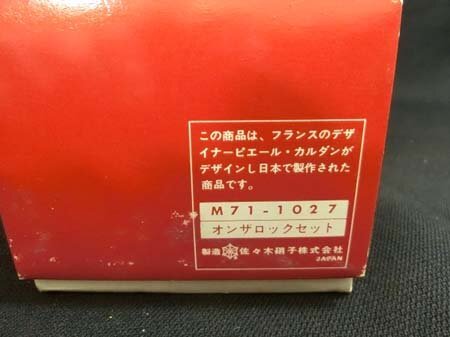 この商品は、フランスのデザ
イナーピエール・カルダンが
デザインし日本で製作された
商品です。
M71-1027
オンザロックセット
製造 佐々木硝子株式会社
JAPAN